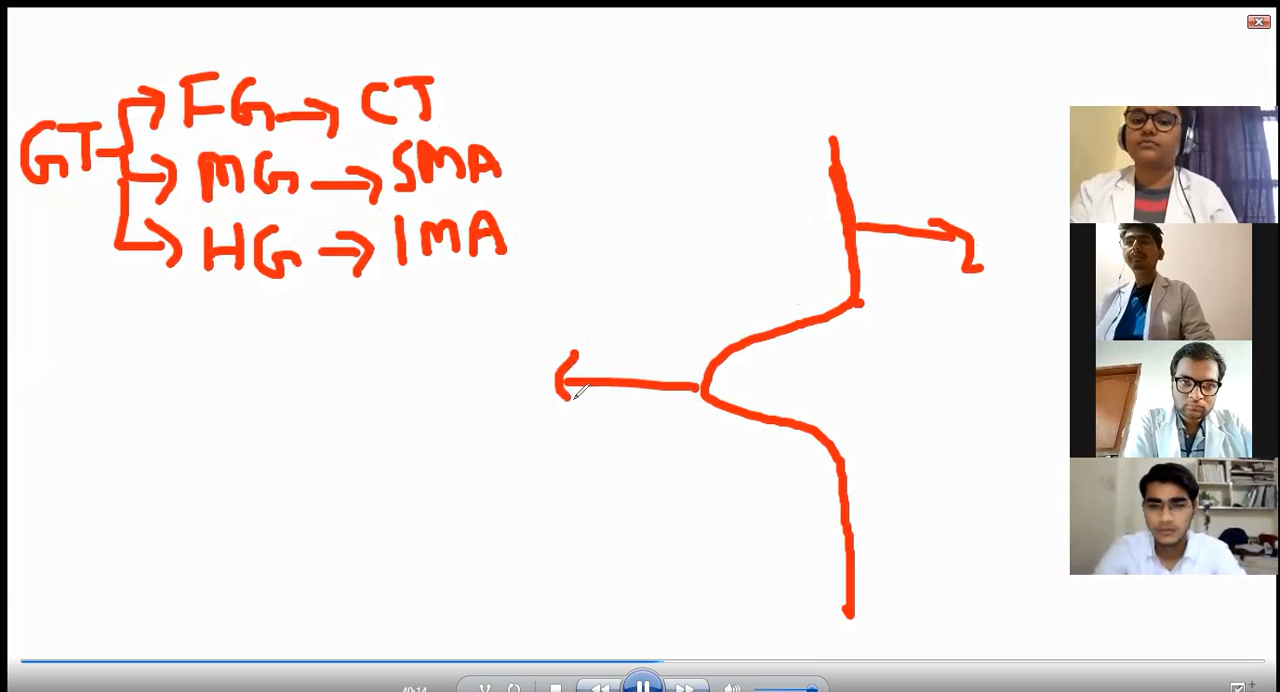 GT → FG → CT
MG → SMA
HG → IMA